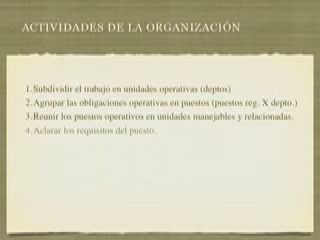 ACTIVIDADES DE LA ORGANIZACIÓN
1.Subdividir el trabajo en unidades operativas (deptos)
2.Agrupar las obligaciones operativas en puestos (puestos reg. X depto.)
3.Reunir los puestos operativos en unidades manejables y relacionadas.
4.Aclarar los requisitos del puesto.